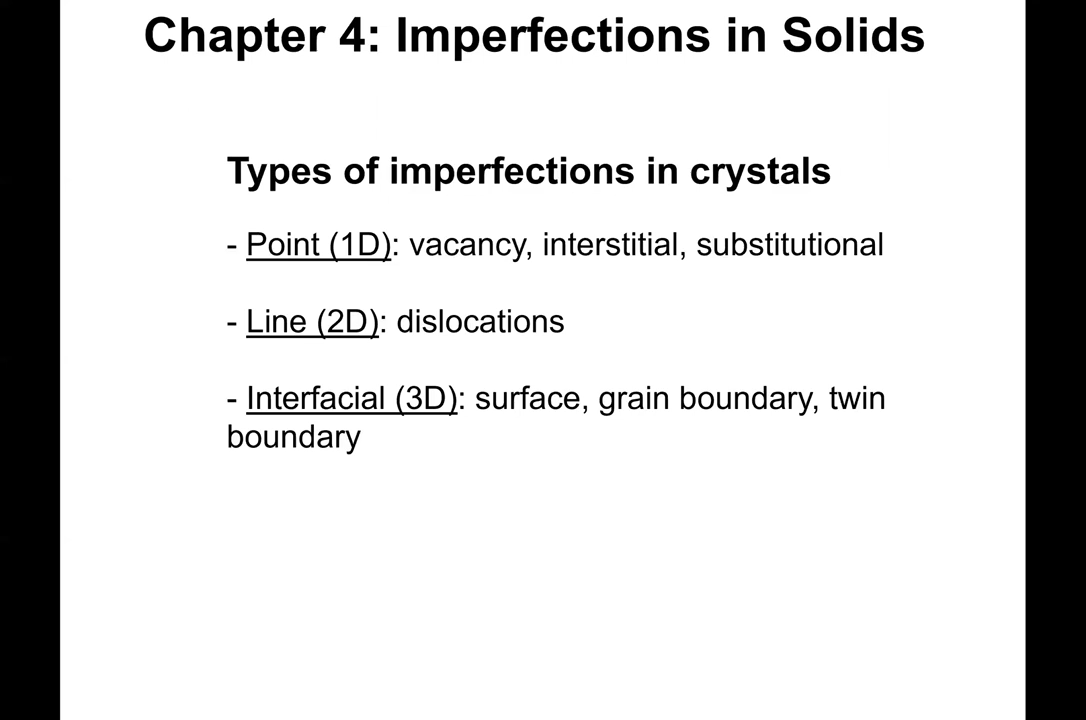 Chapter 4: Imperfections in Solids
Types of imperfections in crystals
- Point (1D): vacancy, interstitial, substitutional
- Line (2D): dislocations
- Interfacial (3D): surface, grain boundary, twin
boundary